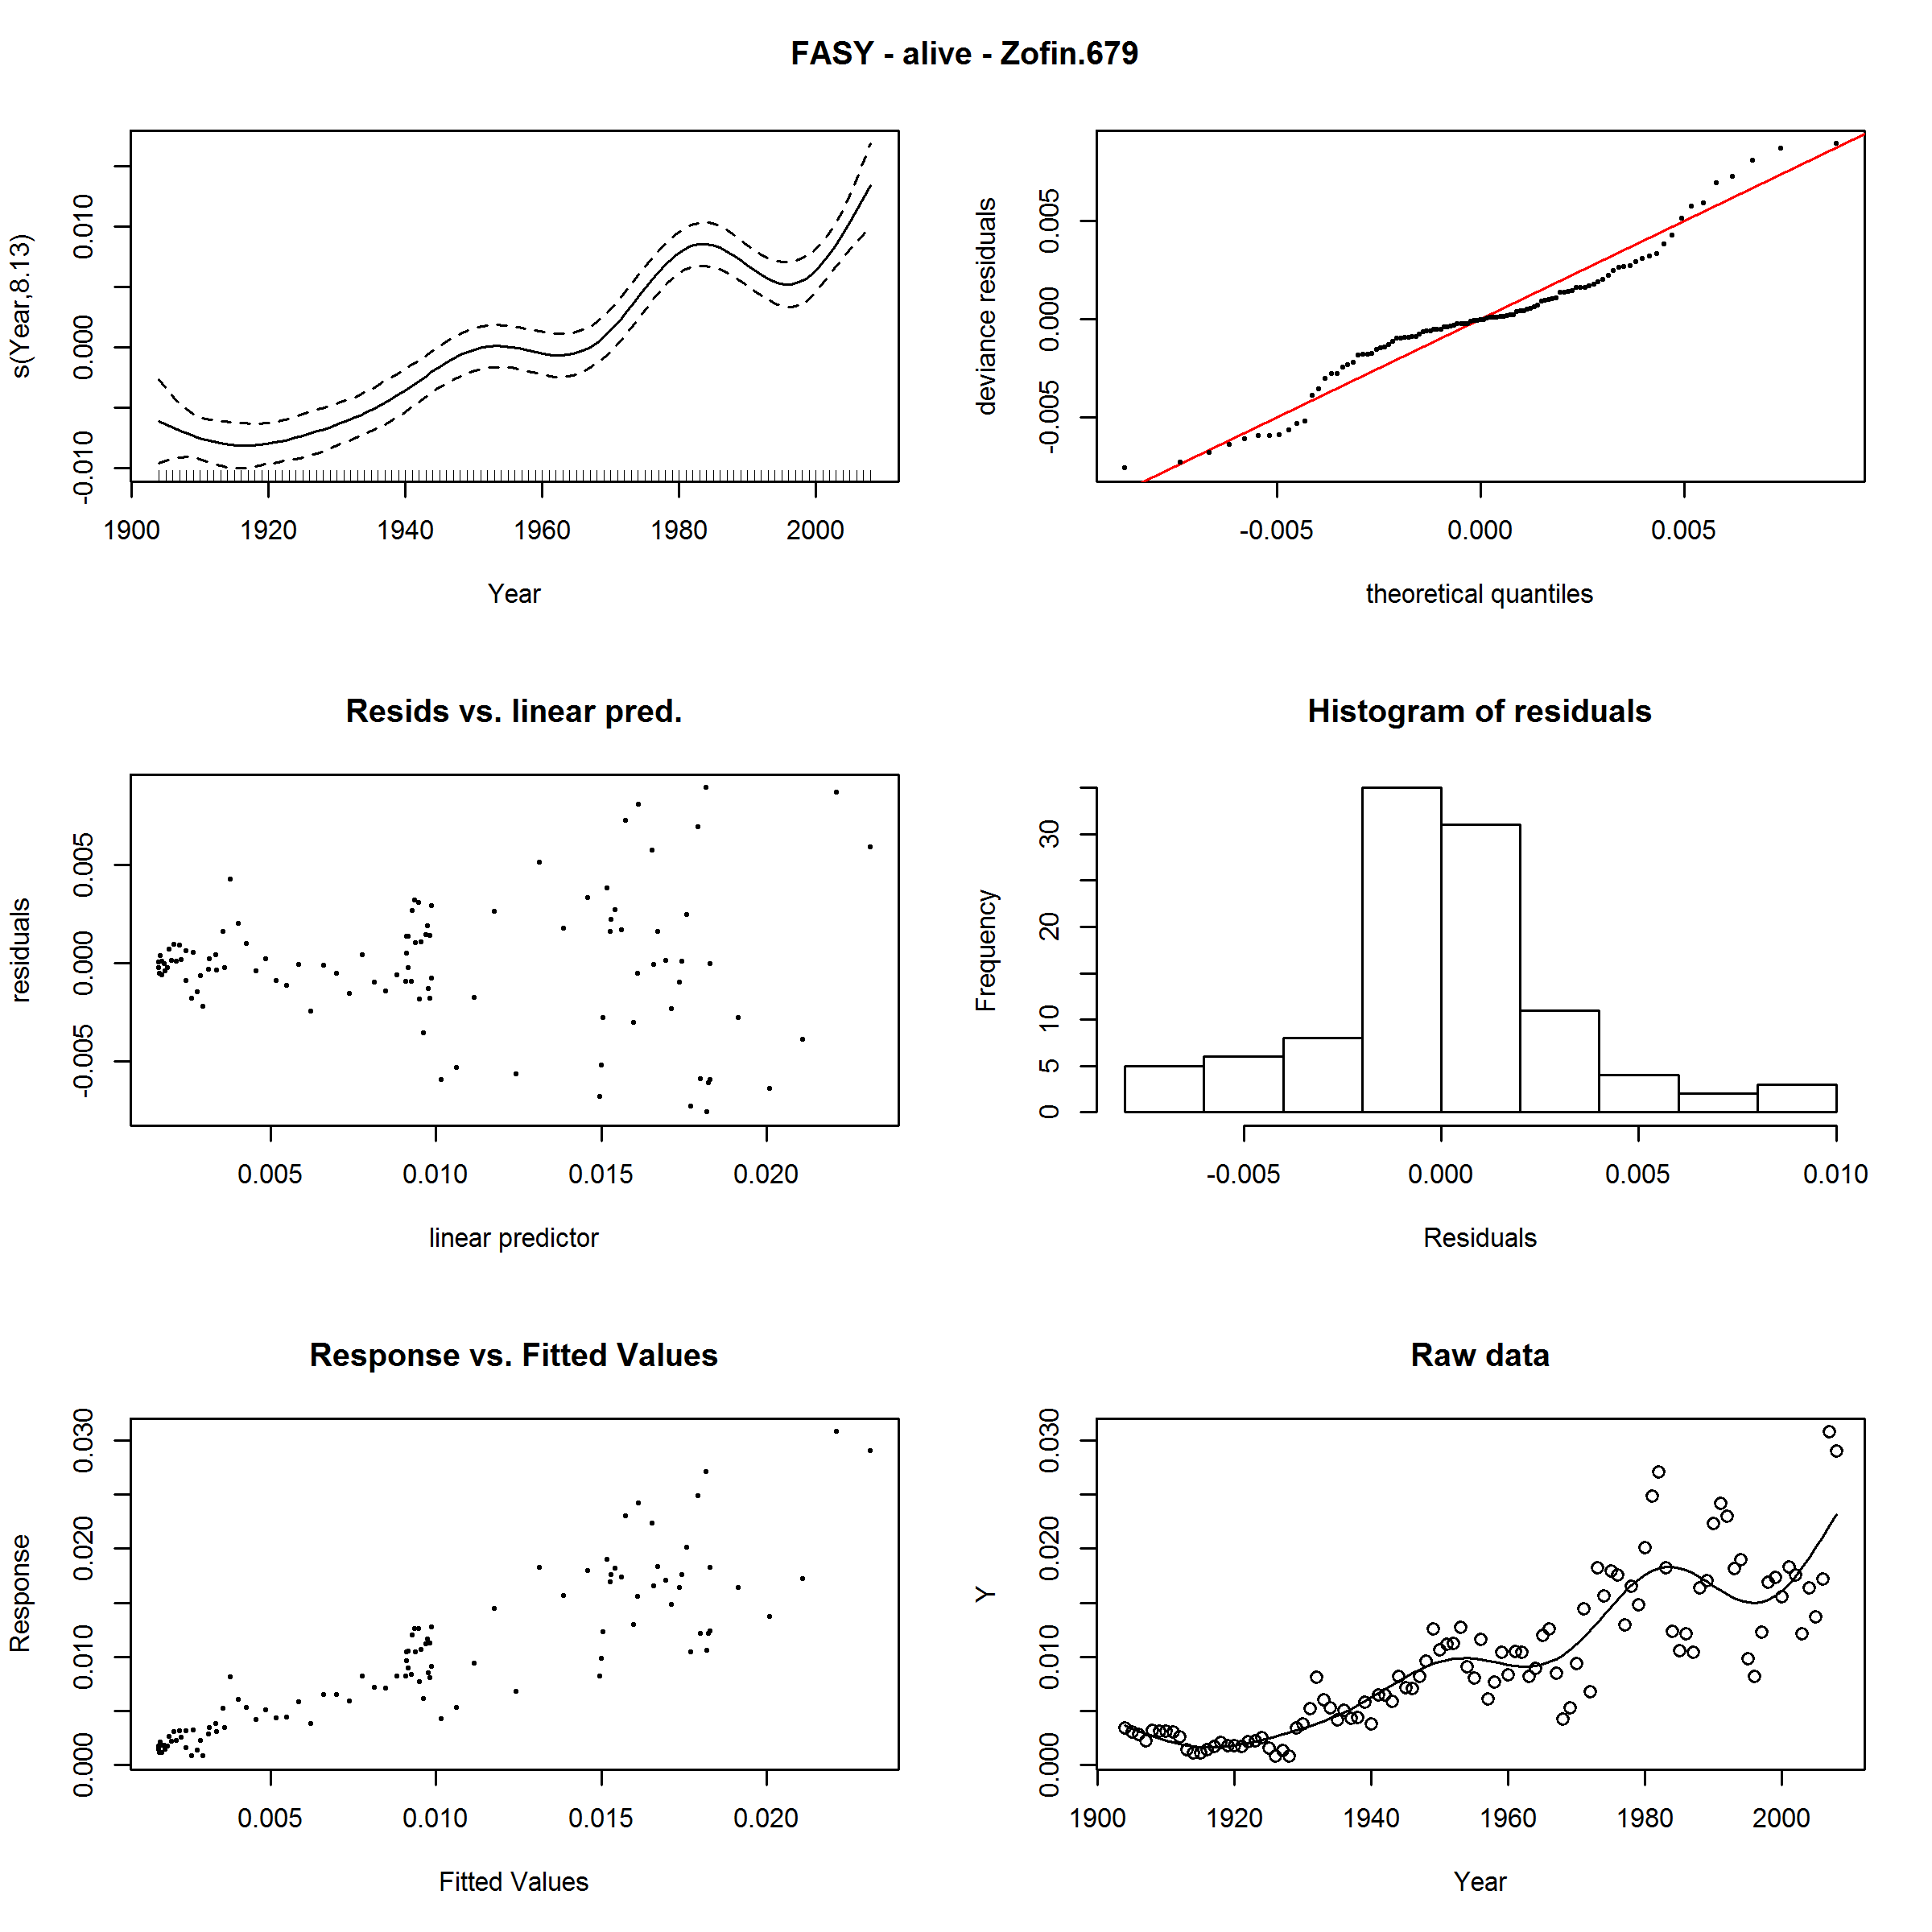 FASY - alive - Zofin.679
s(Year,8.13)
-0.010 0.000 0.010
1900 1920 1940 1960 1980 2000
Year
deviance residuals
-0.005 0.000 0.005
-0.005 0.000 0.005
theoretical quantiles
Resids vs. linear pred.
residuals
-0.005 0.000 0.005
0.005 0.010 0.015 0.020
linear predictor
Histogram of residuals
Frequency
0 5 10 20 30
-0.005 0.000 0.005 0.010
Residuals
Response vs. Fitted Values
Response
0.000 0.010 0.020 0.030
0.005 0.010 0.015 0.020
Fitted Values
Raw data
Y
0.000 0.010 0.020 0.030
1900 1920 1940 1960 1980 2000
Year